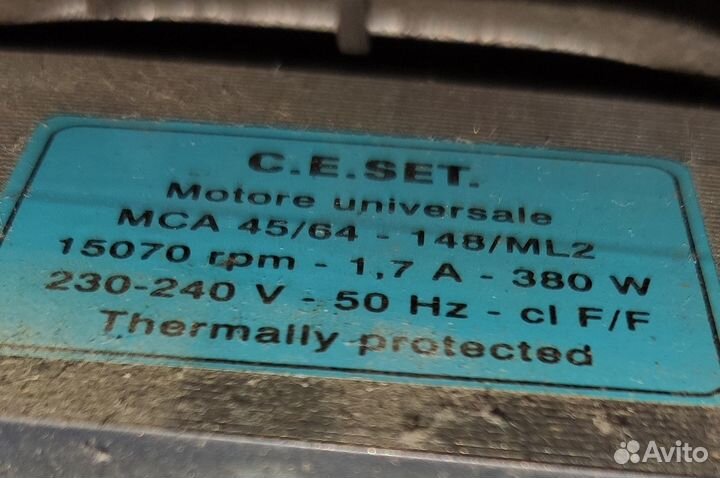 C.E.SET.
Motore universale
MCA 45/64 - 148/ML2
15070 rpm - 1,7 A - 380 W
230-240 V - 50 Hz - cl F/F
Thermally protected
Avito